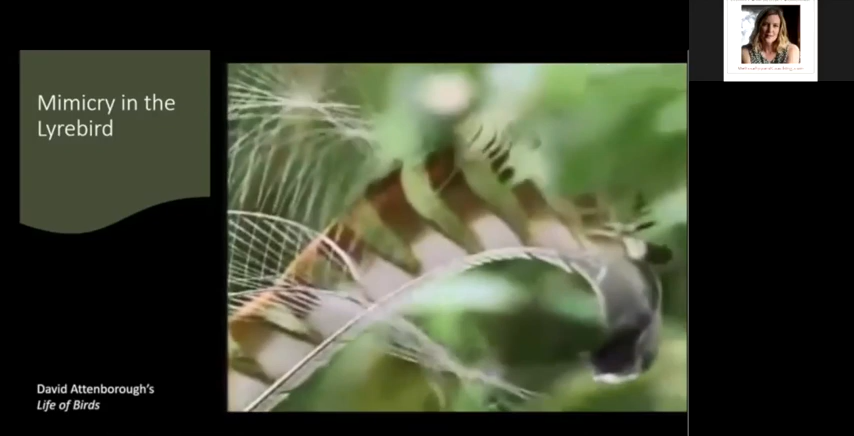 Mimicry in the
Lyrebird
David Attenborough's
Life of Birds